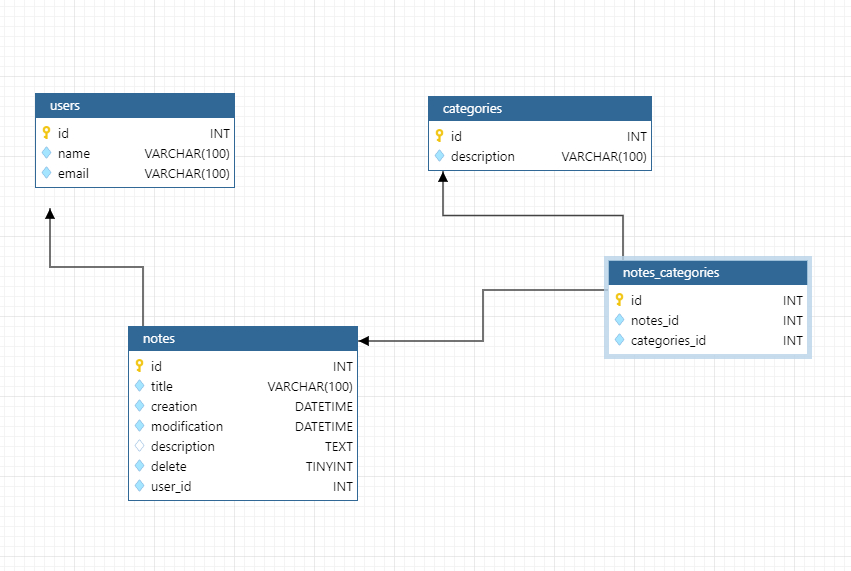 users
id INT
name VARCHAR(100)
email VARCHAR(100)
categories
id INT
description VARCHAR(100)
notes_categories
id INT
notes_id INT
categories_id INT
notes
id INT
title VARCHAR(100)
creation DATETIME
modification DATETIME
description TEXT
delete TINYINT
user_id INT